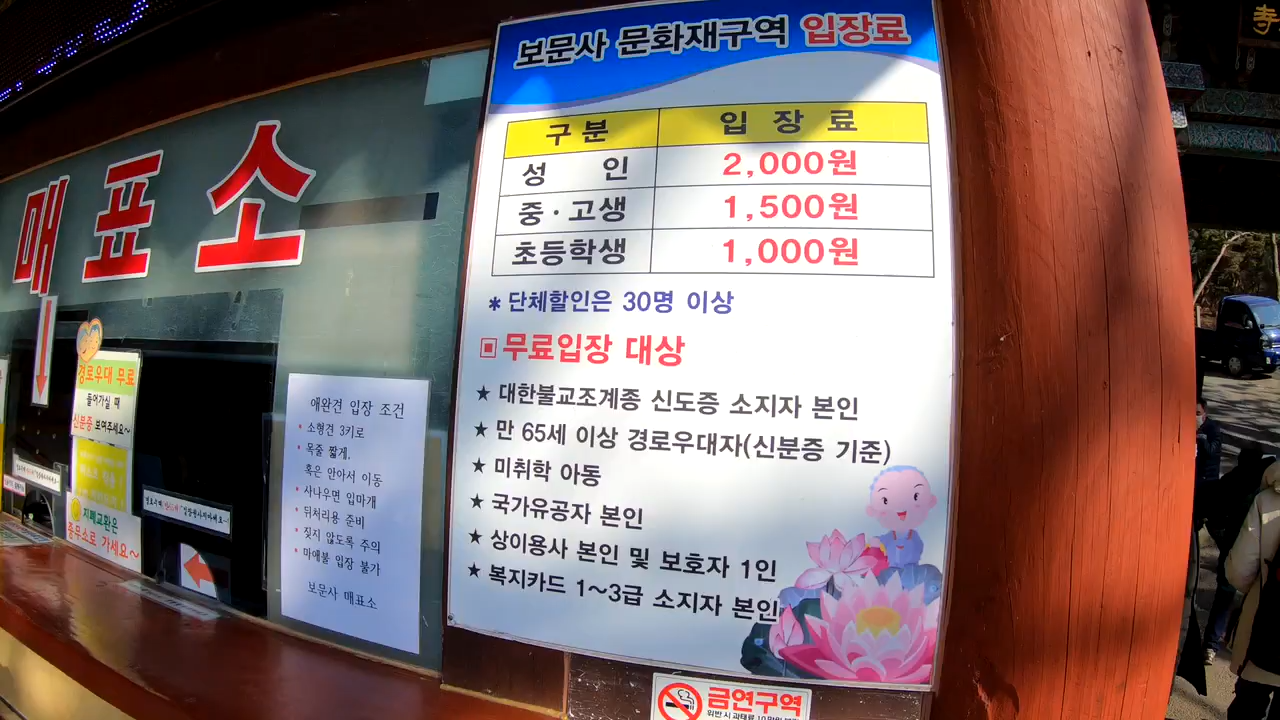 매표소
경로우대 무료
들어가실 때
신분증 보여주세요~
지폐교환은
종무소로 가세요~
애완견 입장 조건
* 소형견 3키로
* 목줄 짧게.
혹은 안아서 이동
* 사나우면 입마개
* 뒤처리용 준비
* 짖지 않도록 주의
* 마애불 입장 불가
보문사 매표소
보문사 문화재구역 입장료
구분 입장료
성 인 2,000원
중·고생 1,500원
초등학생 1,000원
* 단체할인은 30명 이상
▣ 무료입장 대상
★ 대한불교조계종 신도증 소지자 본인
★ 만 65세 이상 경로우대자(신분증 기준)
★ 미취학 아동
★ 국가유공자 본인
★ 상이용사 본인 및 보호자 1인
★ 복지카드 1~3급 소지자 본인
금연구역
위반 시 과태료 10만원
寺